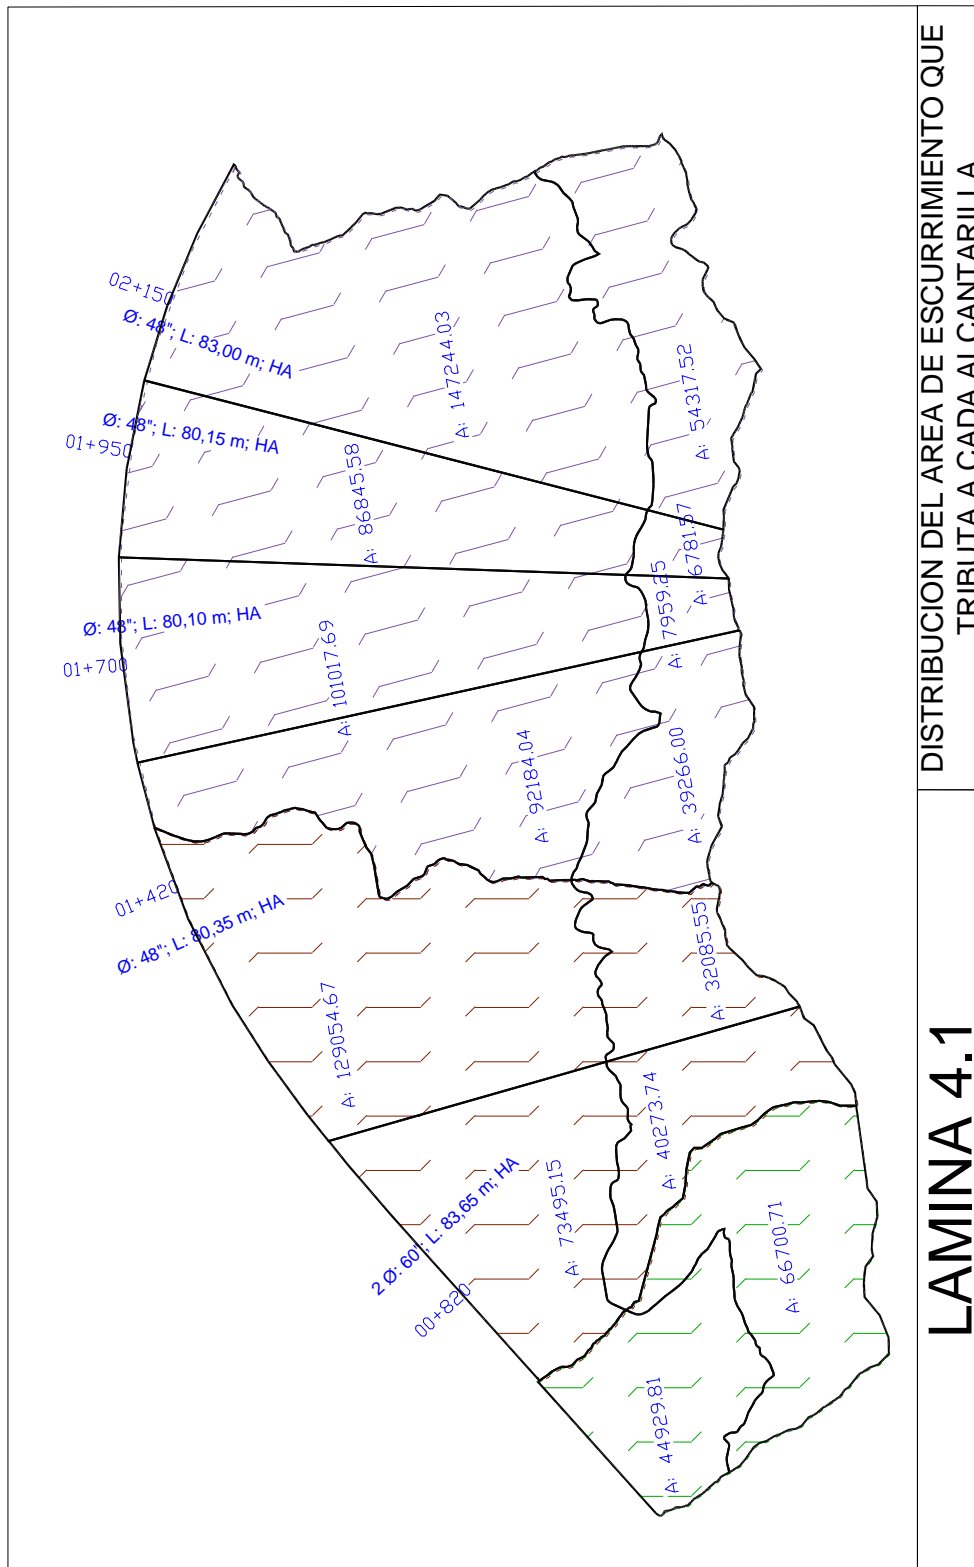 02+150
Ø: 48"; L: 83,00 m; HA
A: 147244.03
A: 54317.52
01+950
Ø: 48"; L: 80,15 m; HA
A: 86845.58
A: 6781.57
01+700
Ø: 48"; L: 80,10 m; HA
A: 101017.69
A: 7959.25
A: 92184.04
A: 39266.00
01+420
Ø: 48"; L: 80,35 m; HA
A: 129054.67
A: 32085.55
2 Ø: 60"; L: 83,65 m; HA
00+820
A: 73495.15
A: 40273.74
A: 66700.71
A: 44929.81
DISTRIBUCION DEL AREA DE ESCURRIMIENTO QUE
TRIBUTA A CADA ALCANTARILLA
LAMINA 4.1